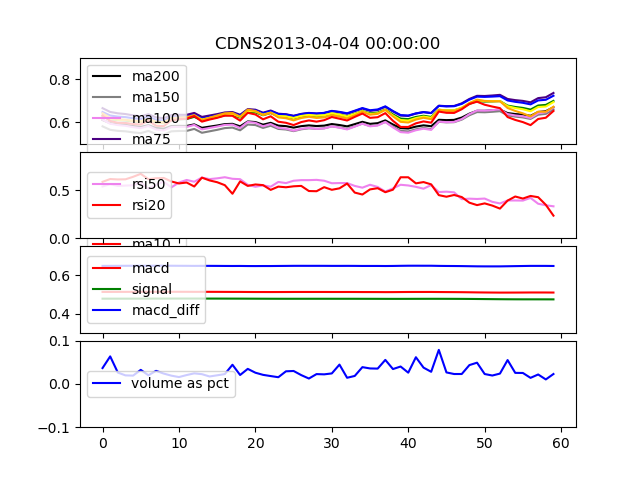 CDNS2013-04-04 00:00:00
0.8
0.6
ma200
ma150
ma100
ma75
0.5
0.0
rsi50
rsi20
ma10
0.6
0.4
macd
signal
macd_diff
0.1
0.0
−0.1
volume as pct
0 10 20 30 40 50 60